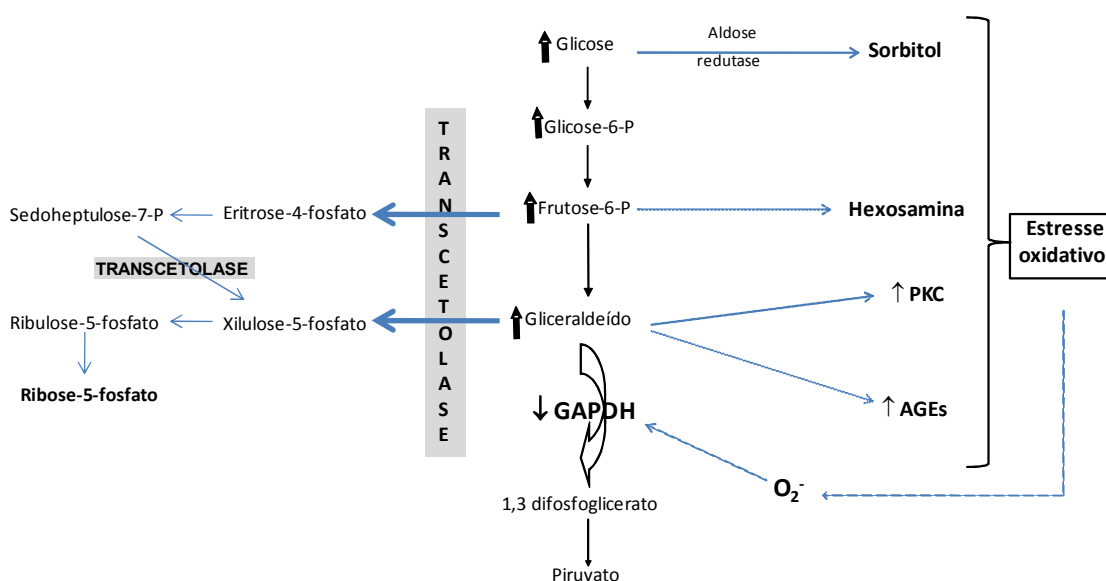 Glicose
Aldose
redutase
Sorbitol
Glicose-6-P
TRANSCETOLASE
Sedoheptulose-7-P
Eritrose-4-fosfato
Frutose-6-P
Hexosamina
Estresse
oxidativo
TRANSCETOLASE
↑ PKC
Ribulose-5-fosfato
Xilulose-5-fosfato
Gliceraldeído
Ribose-5-fosfato
↓ GAPDH
↑ AGEs
O₂⁻
1,3 difosfoglicerato
Piruvato